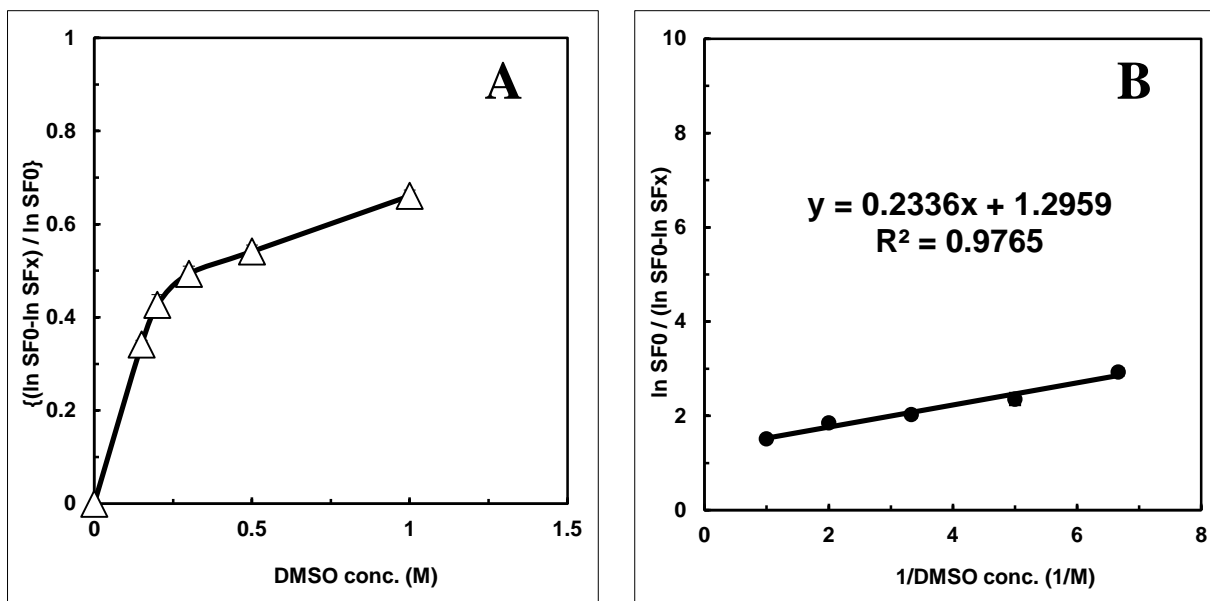 A
{(ln SF0-ln SFx) / ln SF0}
1
0.8
0.6
0.4
0.2
0
0
0.5
1
1.5
DMSO conc. (M)
B
ln SF0 / (ln SF0-ln SFx)
10
8
6
4
2
0
y = 0.2336x + 1.2959
R² = 0.9765
0
2
4
6
8
1/DMSO conc. (1/M)